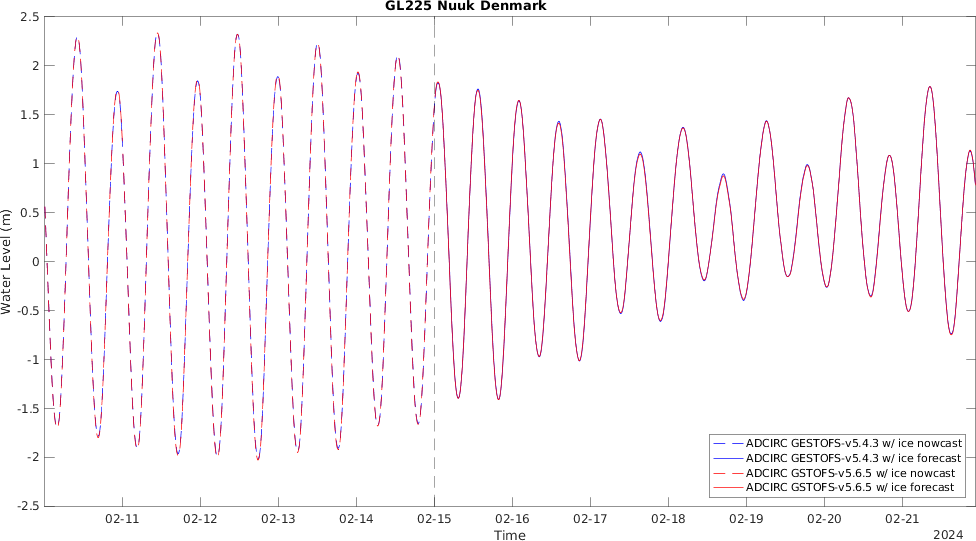 GL225 Nuuk Denmark
2.5
2
1.5
1
0.5
0
-0.5
-1
-1.5
-2
-2.5
Water Level (m)
ADCIRC GESTOFS-v5.4.3 w/ ice nowcast
ADCIRC GESTOFS-v5.4.3 w/ ice forecast
ADCIRC GSTOFS-v5.6.5 w/ ice nowcast
ADCIRC GSTOFS-v5.6.5 w/ ice forecast
02-11 02-12 02-13 02-14 02-15 02-16 02-17 02-18 02-19 02-20 02-21
Time
2024